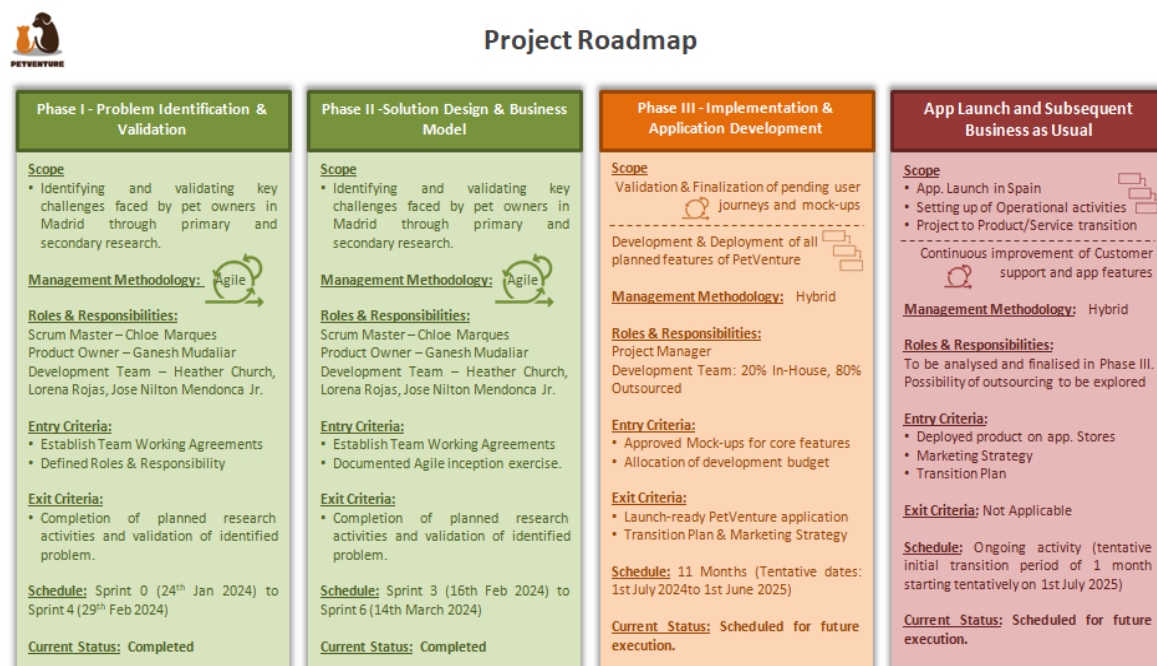 PETVENTURE
Project Roadmap
Phase I - Problem Identification &
Validation
Scope
• Identifying and validating key
challenges faced by pet owners in
Madrid through primary and
secondary research.
Management Methodology: Agile
Roles & Responsibilities:
Scrum Master – Chloe Marques
Product Owner – Ganesh Mudaliar
Development Team – Heather Church,
Lorena Rojas, Jose Nilton Mendonca Jr.
Entry Criteria:
• Establish Team Working Agreements
• Defined Roles & Responsibility
Exit Criteria:
• Completion of planned research
activities and validation of identified
problem.
Schedule: Sprint 0 (24th Jan 2024) to
Sprint 4 (29th Feb 2024)
Current Status: Completed
Phase II -Solution Design & Business
Model
Scope
• Identifying and validating key
challenges faced by pet owners in
Madrid through primary and
secondary research.
Management Methodology: Agile
Roles & Responsibilities:
Scrum Master – Chloe Marques
Product Owner – Ganesh Mudaliar
Development Team – Heather Church,
Lorena Rojas, Jose Nilton Mendonca Jr.
Entry Criteria:
• Establish Team Working Agreements
• Documented Agile inception exercise.
Exit Criteria:
• Completion of planned research
activities and validation of identified
problem.
Schedule: Sprint 3 (16th Feb 2024) to
Sprint 6 (14th March 2024)
Current Status: Completed
Phase III - Implementation &
Application Development
Scope
Validation & Finalization of pending user
journeys and mock-ups
Development & Deployment of all
planned features of PetVenture
Management Methodology: Hybrid
Roles & Responsibilities:
Project Manager
Development Team: 20% In-House, 80%
Outsourced
Entry Criteria:
• Approved Mock-ups for core features
• Allocation of development budget
Exit Criteria:
• Launch-ready PetVenture application
• Transition Plan & Marketing Strategy
Schedule: 11 Months (Tentative dates:
1st July 2024to 1st June 2025)
Current Status: Scheduled for future
execution.
App Launch and Subsequent
Business as Usual
Scope
• App. Launch in Spain
• Setting up of Operational activities
• Project to Product/Service transition
Continuous improvement of Customer
support and app features
Management Methodology: Hybrid
Roles & Responsibilities:
To be analysed and finalised in Phase III.
Possibility of outsourcing to be explored
Entry Criteria:
• Deployed product on app. Stores
• Marketing Strategy
• Transition Plan
Exit Criteria: Not Applicable
Schedule: Ongoing activity (tentative
initial transition period of 1 month
starting tentatively on 1st July 2025)
Current Status: Scheduled for future
execution.